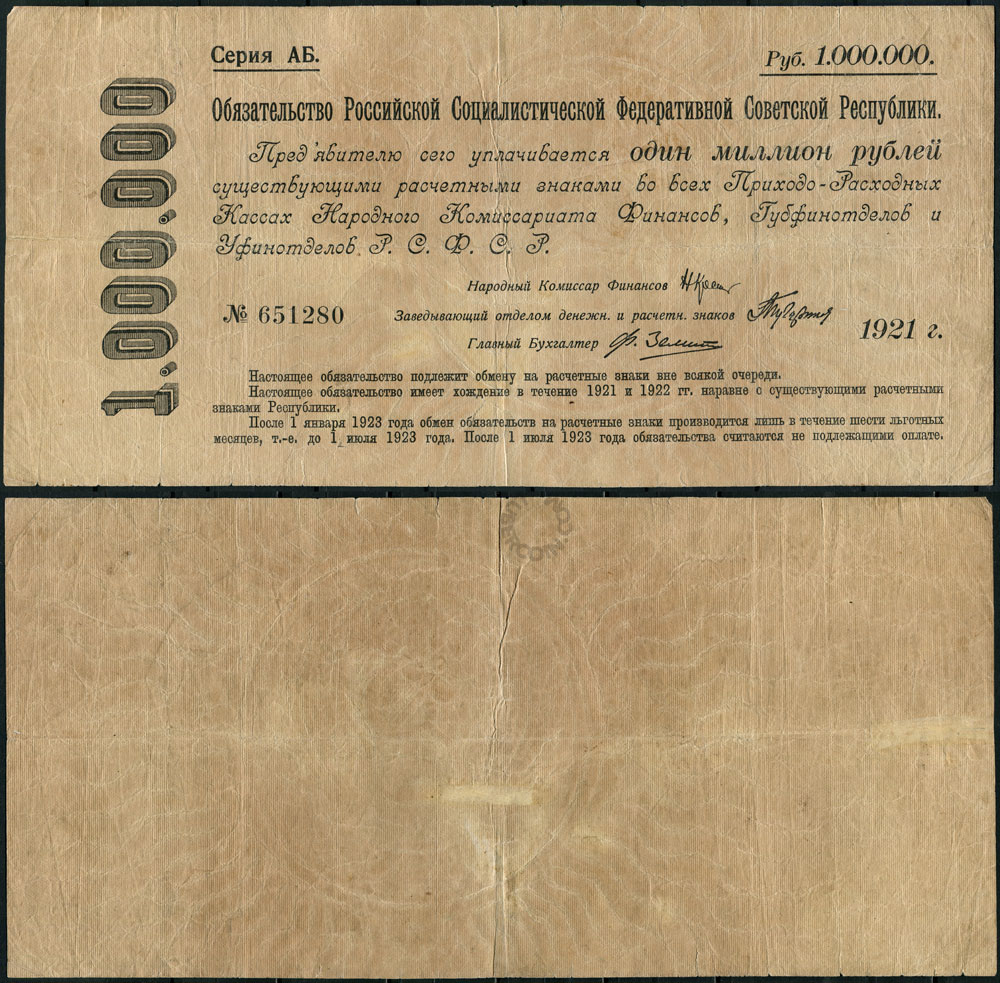 Серия АБ.
Руб. 1.000.000.
1.000.000
Обязательство Российской Социалистической Федеративной Советской Республики.
Пред'явителю сего уплачивается один миллион рублей
существующими расчетными знаками во всех Приходо-Расходных
Кассах Народного Комиссариата Финансов, Губфинотделов и
Уфинотделов Р. С. Ф. С. Р.
Народный Комиссар Финансов
№ 651280
Заведывающий отделом денежн. и расчетн. знаков
1921 г.
Главный Бухгалтер
Настоящее обязательство подлежит обмену на расчетные знаки вне всякой очереди.
Настоящее обязательство имеет хождение в течение 1921 и 1922 гг. наравне с существующими расчетными
знаками Республики.
После 1 января 1923 года обмен обязательств на расчетные знаки производится лишь в течение шести льготных
месяцев, т.-е. до 1 июля 1923 года. После 1 июля 1923 года обязательства считаются не подлежащими оплате.